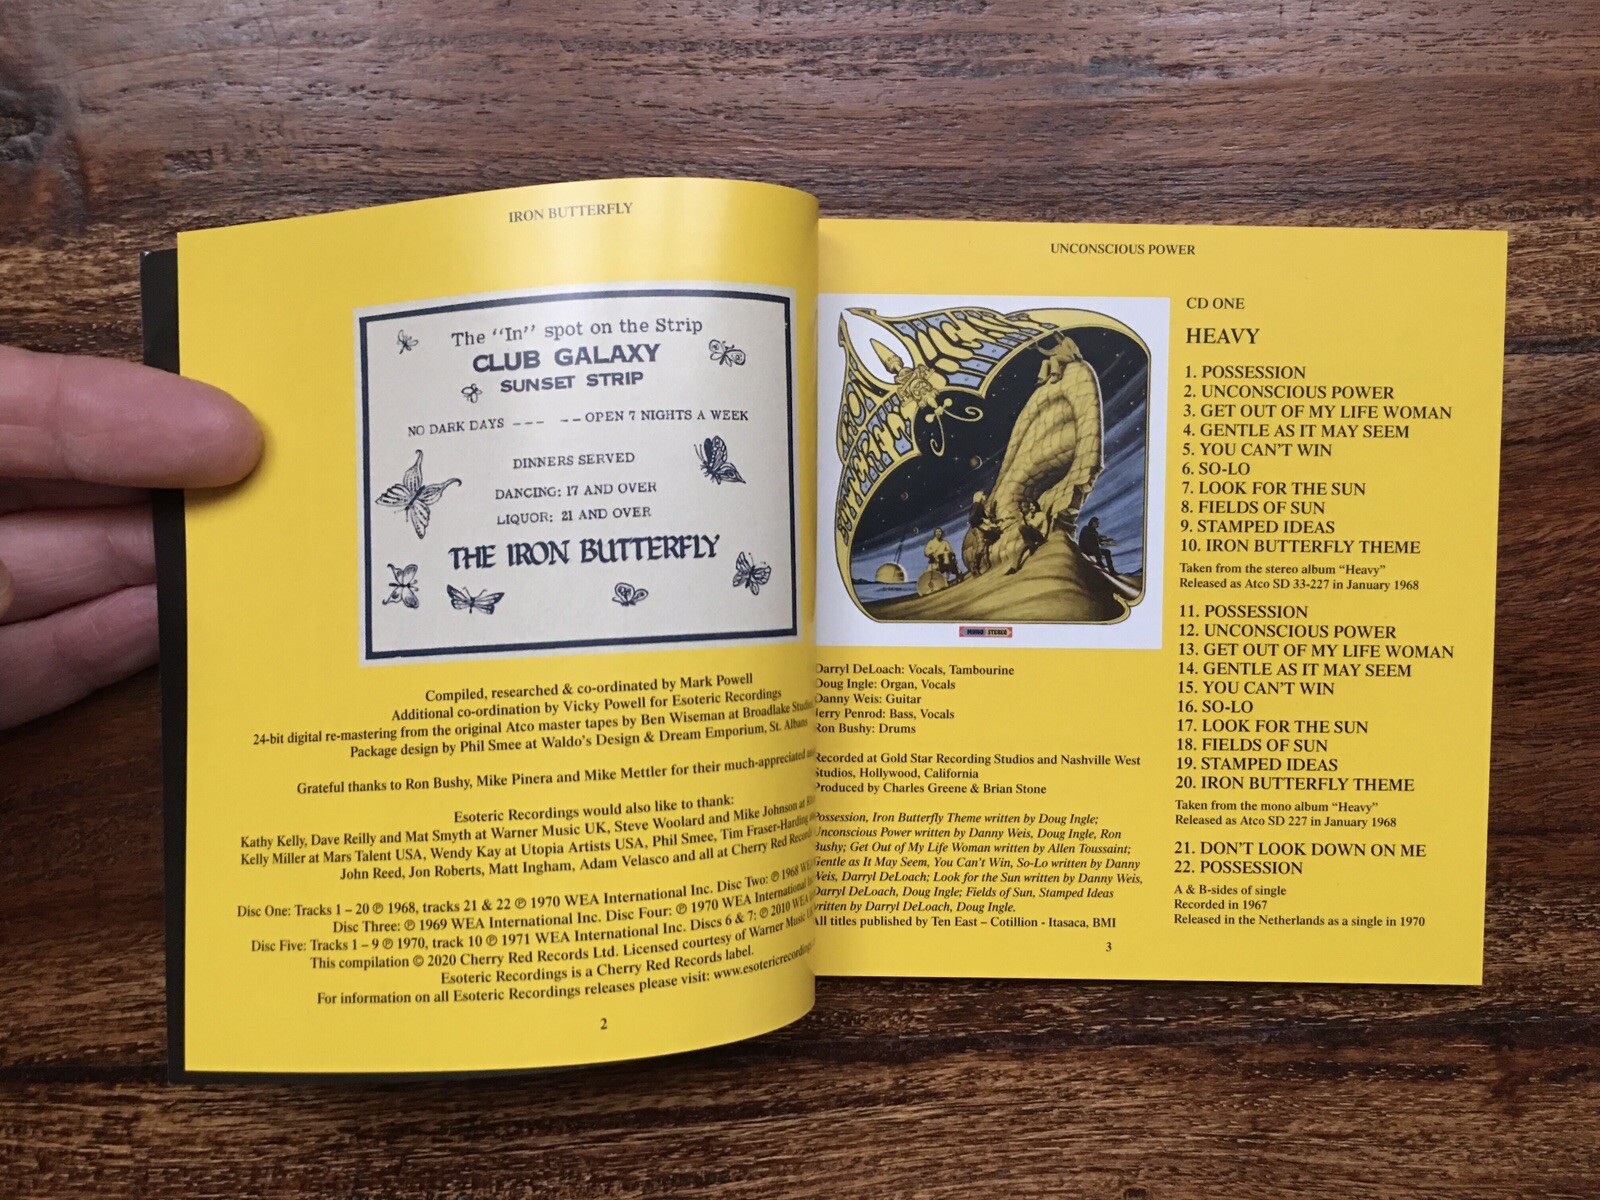 IRON BUTTERFLY
The "In" spot on the Strip
CLUB GALAXY
SUNSET STRIP
NO DARK DAYS --- --OPEN 7 NIGHTS A WEEK
DINNERS SERVED
DANCING: 17 AND OVER
LIQUOR: 21 AND OVER
THE IRON BUTTERFLY
Compiled, researched & co-ordinated by Mark Powell
Additional co-ordination by Vicky Powell for Esoteric Recordings
24-bit digital re-mastering from the original Atco master tapes by Ben Wiseman at Broadlake
Package design by Phil Smee at Waldo's Design & Dream Emporium, St. Albans
Grateful thanks to Ron Bushy, Mike Pinera and Mike Mettler for their much-appreciated
Esoteric Recordings would also like to thank:
Kathy Kelly, Dave Reilly and Mat Smyth at Warner Music UK, Steve Woolard and Mike Johnson at
Kelly Miller at Mars Talent USA, Wendy Kay at Utopia Artists USA, Phil Smee, Tim Fraser-Harding
John Reed, Jon Roberts, Matt Ingham, Adam Velasco and all at Cherry Red
Disc One: Tracks 1 – 20 ℗ 1968, tracks 21 & 22 ℗ 1970 WEA International Inc. Disc Two: ℗ 1968
Disc Three: ℗ 1969 WEA International Inc. Disc Four: ℗ 1970 WEA International
Disc Five: Tracks 1 – 9 ℗ 1970, track 10 ℗ 1971 WEA International Inc. Discs 6 & 7: ℗ 2010 WEA
This compilation © 2020 Cherry Red Records Ltd. Licensed courtesy of Warner Music
Esoteric Recordings is a Cherry Red Records label.
For information on all Esoteric Recordings releases please visit: www.esotericrecordings
2
UNCONSCIOUS POWER
IRON BUTTERFLY
HEAVY
STEREO
Darryl DeLoach: Vocals, Tambourine
Doug Ingle: Organ, Vocals
Danny Weis: Guitar
Jerry Penrod: Bass, Vocals
Ron Bushy: Drums
Recorded at Gold Star Recording Studios and Nashville West
Studios, Hollywood, California
Produced by Charles Greene & Brian Stone
Possession, Iron Butterfly Theme written by Doug Ingle;
Unconscious Power written by Danny Weis, Doug Ingle, Ron
Bushy; Get Out of My Life Woman written by Allen Toussaint;
Gentle as It May Seem, You Can't Win, So-Lo written by Danny
Weis, Darryl DeLoach; Look for the Sun written by Danny Weis,
Darryl DeLoach, Doug Ingle; Fields of Sun, Stamped Ideas
written by Darryl DeLoach, Doug Ingle.
All titles published by Ten East – Cotillion - Itasaca, BMI
CD ONE
HEAVY
1. POSSESSION
2. UNCONSCIOUS POWER
3. GET OUT OF MY LIFE WOMAN
4. GENTLE AS IT MAY SEEM
5. YOU CAN'T WIN
6. SO-LO
7. LOOK FOR THE SUN
8. FIELDS OF SUN
9. STAMPED IDEAS
10. IRON BUTTERFLY THEME
Taken from the stereo album "Heavy"
Released as Atco SD 33-227 in January 1968
11. POSSESSION
12. UNCONSCIOUS POWER
13. GET OUT OF MY LIFE WOMAN
14. GENTLE AS IT MAY SEEM
15. YOU CAN'T WIN
16. SO-LO
17. LOOK FOR THE SUN
18. FIELDS OF SUN
19. STAMPED IDEAS
20. IRON BUTTERFLY THEME
Taken from the mono album "Heavy"
Released as Atco SD 227 in January 1968
21. DON'T LOOK DOWN ON ME
22. POSSESSION
A & B-sides of single
Recorded in 1967
Released in the Netherlands as a single in 1970
3